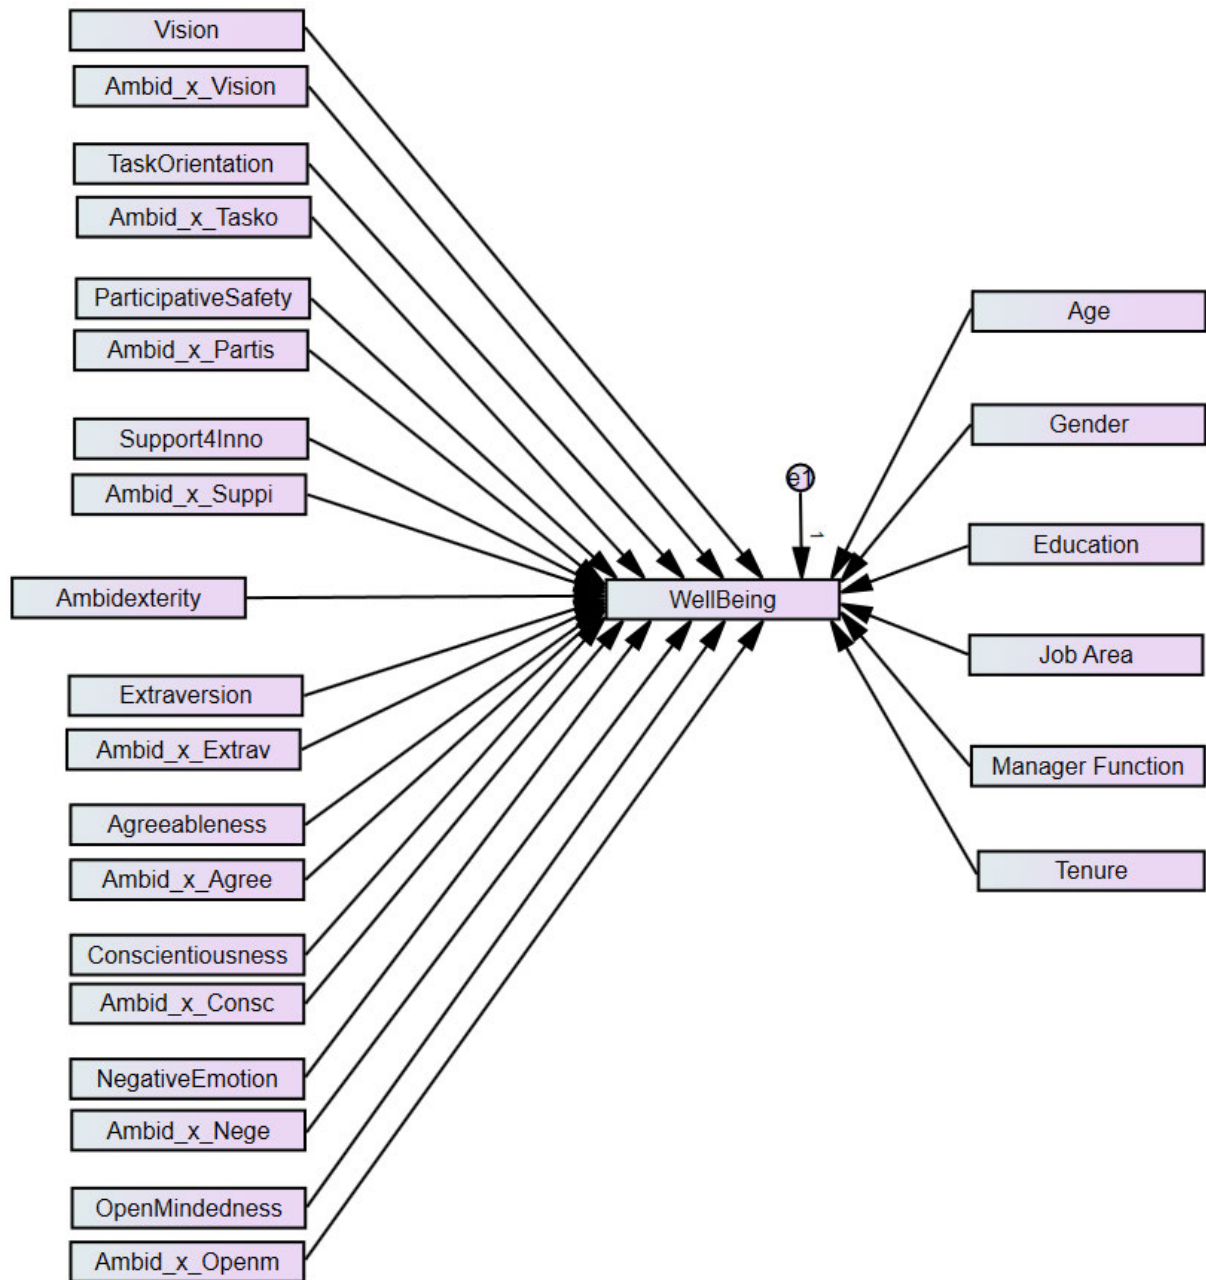 Vision
Ambid_x_Vision
TaskOrientation
Ambid_x_Tasko
ParticipativeSafety
Ambid_x_Partis
Support4Inno
Ambid_x_Suppi
Ambidexterity
Extraversion
Ambid_x_Extrav
Agreeableness
Ambid_x_Agree
Conscientiousness
Ambid_x_Consc
NegativeEmotion
Ambid_x_Nege
OpenMindedness
Ambid_x_Openm
e1
1
WellBeing
Age
Gender
Education
Job Area
Manager Function
Tenure